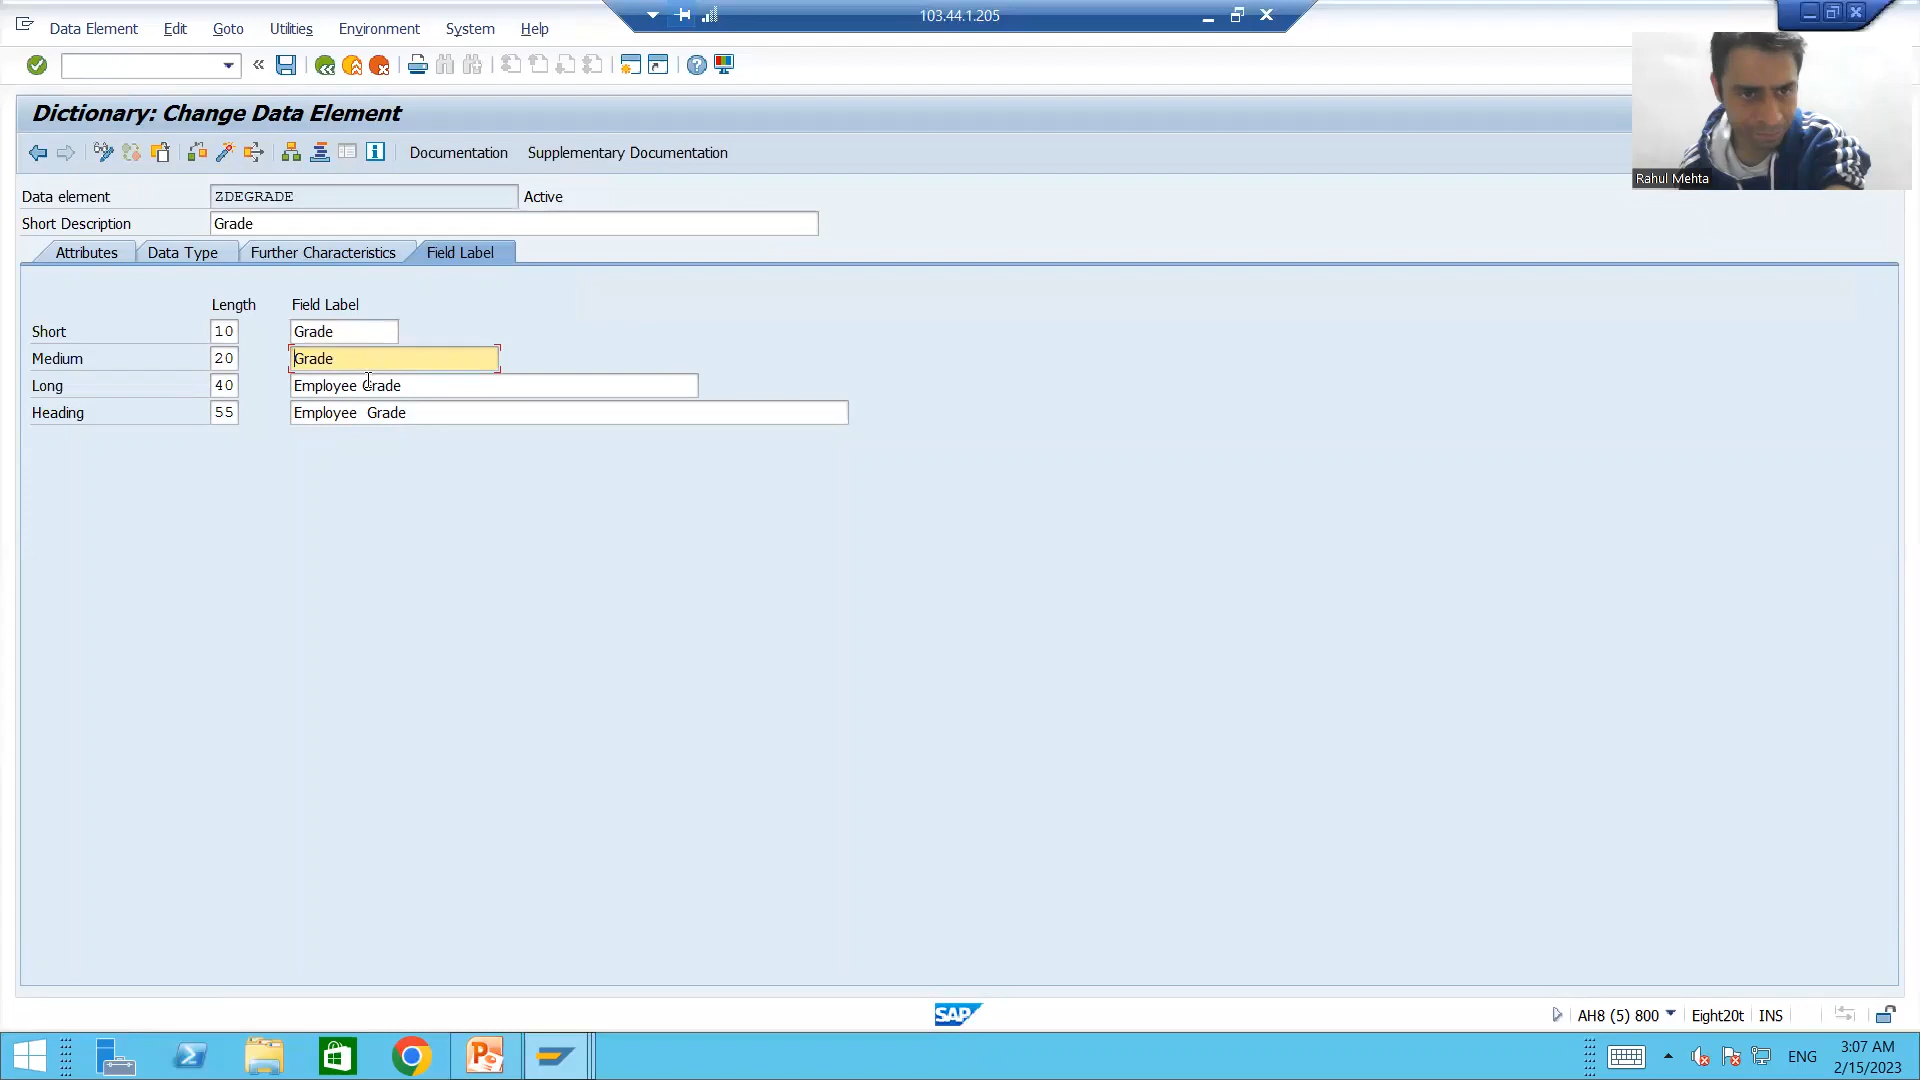 103.44.1.205
Data Element Edit Goto Utilities Environment System Help
Dictionary: Change Data Element
Rahul Mehta
Documentation Supplementary Documentation
Data element ZDEGRADE Active
Short Description Grade
Attributes Data Type Further Characteristics Field Label
Length Field Label
Short 10 Grade
Medium 20 Grade
Long 40 Employee Grade
Heading 55 Employee  Grade
SAP AH8 (5) 800 Eight20t INS
ENG 3:07 AM
2/15/2023